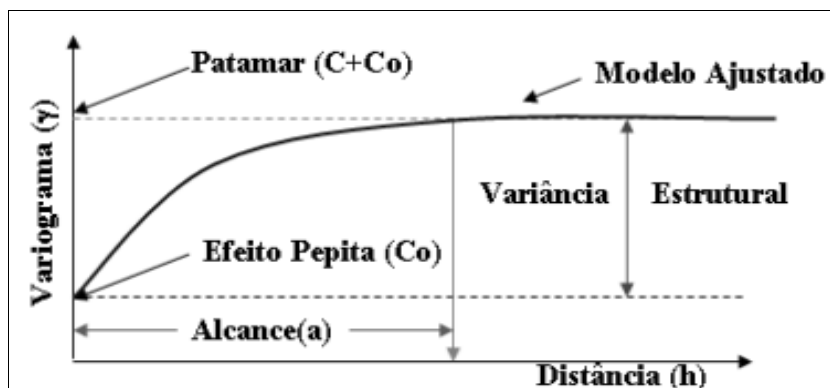 Patamar (C+Co)
Modelo Ajustado
Variograma (γ)
Variância Estrutural
Efeito Pepita (Co)
Alcance(a)
Distância (h)